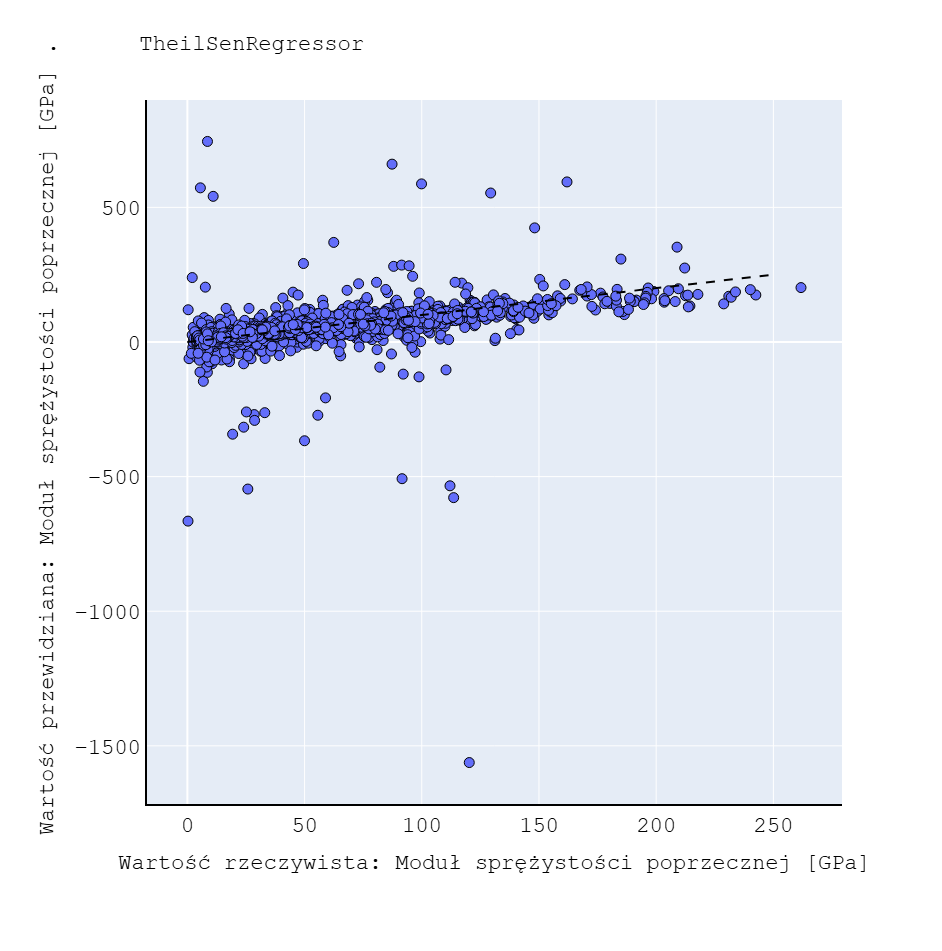 TheilSenRegressor
Wartość przewidziana: Moduł sprężystości poprzecznej [GPa] .
500
0
−500
−1000
−1500
0 50 100 150 200 250
Wartość rzeczywista: Moduł sprężystości poprzecznej [GPa]